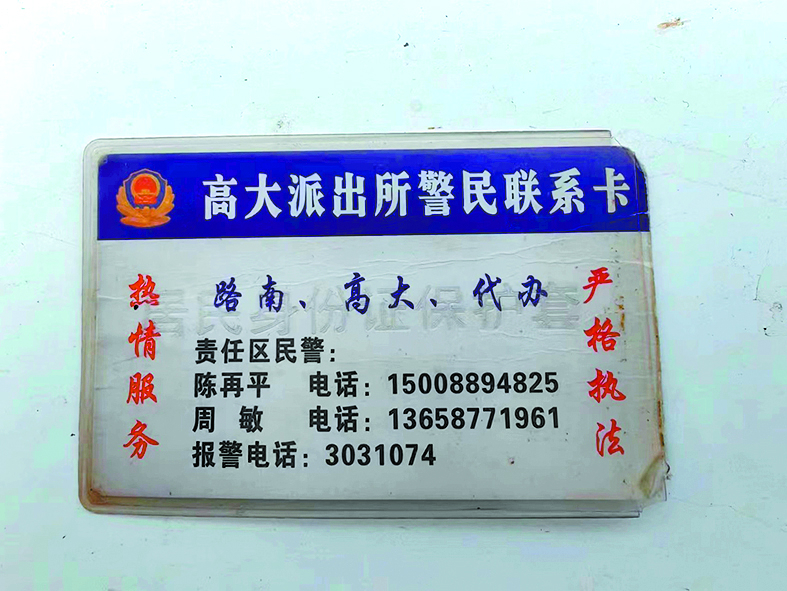 高大派出所警民联系卡
热情服务
路南、高大、代办
居民身份证保护套
责任区民警：
陈再平 电话：15008894825
周敏 电话：13658771961
报警电话：3031074
严格执法